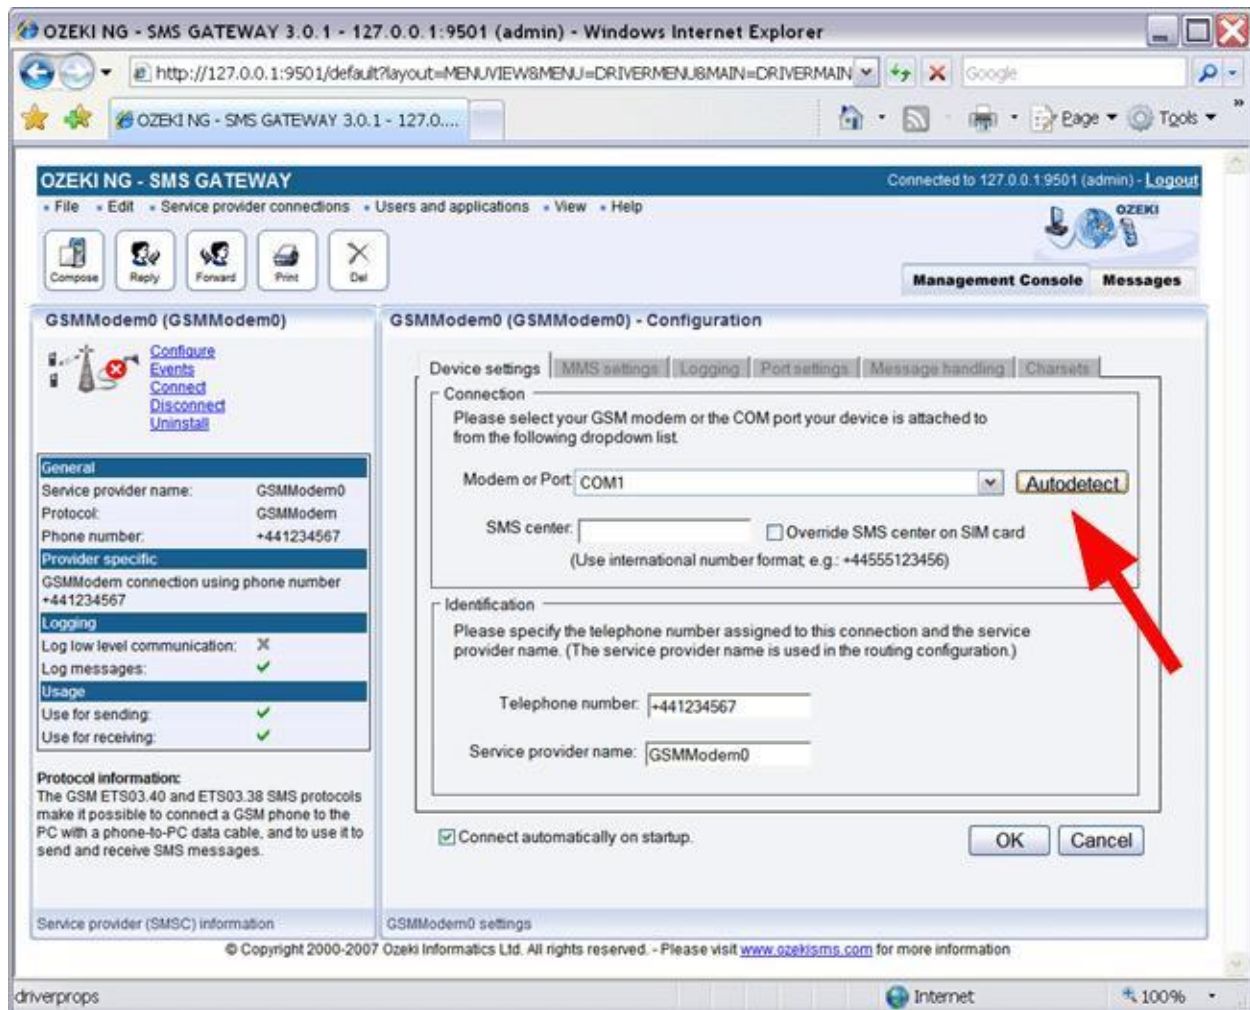 OZEKI NG - SMS GATEWAY 3.0.1 - 127.0.0.1:9501 (admin) - Windows Internet Explorer
http://127.0.0.1:9501/default?layout=MENUVIEW&MENU=DRIVERMENU&MAIN=DRIVERMAIN
Google
OZEKI NG - SMS GATEWAY 3.0.1 - 127.0....
Page
Tools
OZEKI NG - SMS GATEWAY
Connected to 127.0.0.1:9501 (admin) - Logout
File Edit Service provider connections Users and applications View Help
OZEKI
Compose Reply Forward Print Del
Management Console Messages
GSMModem0 (GSMModem0)
Configure
Events
Connect
Disconnect
Uninstall
General
Service provider name: GSMModem0
Protocol: GSMModem
Phone number: +441234567
Provider specific
GSMModem connection using phone number
+441234567
Logging
Log low level communication:
Log messages:
Usage
Use for sending:
Use for receiving:
Protocol information:
The GSM ETS03.40 and ETS03.38 SMS protocols
make it possible to connect a GSM phone to the
PC with a phone-to-PC data cable, and to use it to
send and receive SMS messages.
Service provider (SMSC) information
GSMModem0 (GSMModem0) - Configuration
Device settings MMS settings Logging Port settings Message handling Charsets
Connection
Please select your GSM modem or the COM port your device is attached to
from the following dropdown list.
Modem or Port: COM1 Autodetect
SMS center: Override SMS center on SIM card
(Use international number format, e.g.: +44555123456)
Identification
Please specify the telephone number assigned to this connection and the service
provider name. (The service provider name is used in the routing configuration.)
Telephone number: +441234567
Service provider name: GSMModem0
Connect automatically on startup.
OK Cancel
GSMModem0 settings
© Copyright 2000-2007 Ozeki Informatics Ltd. All rights reserved. - Please visit www.ozekisms.com for more information
driverprops
Internet
100%